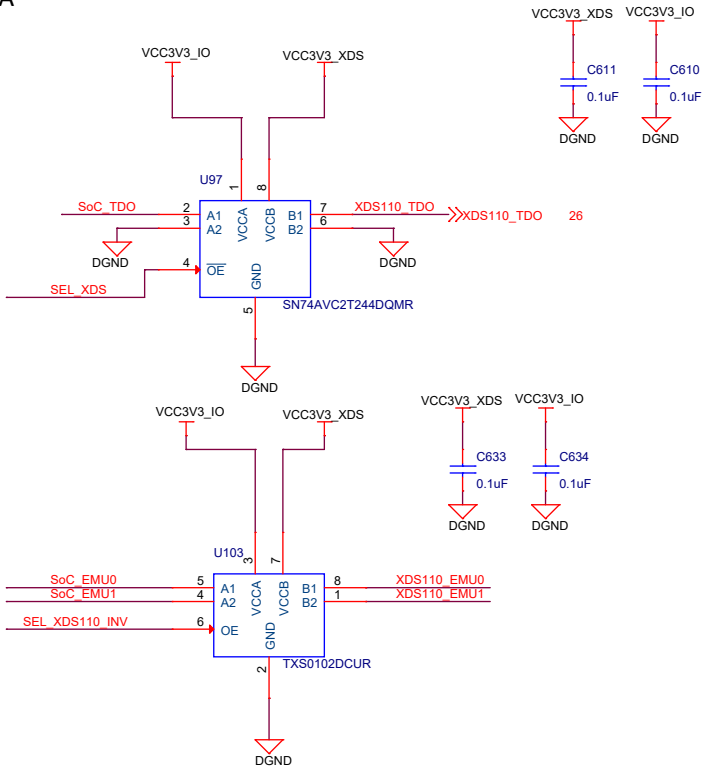 A
VCC3V3_XDS VCC3V3_IO
VCC3V3_IO VCC3V3_XDS
C611 C610
0.1uF 0.1uF
DGND DGND
U97
1 8
SoC_TDO 2 A1 VCCA VCCB B1 7 XDS110_TDO XDS110_TDO 26
3 A2 B2 6
DGND DGND
4 OE GND
SEL_XDS
5 SN74AVC2T244DQMR
DGND
VCC3V3_IO VCC3V3_XDS VCC3V3_XDS VCC3V3_IO
C633 C634
0.1uF 0.1uF
DGND DGND
U103
3 7
SoC_EMU0 5 A1 VCCA VCCB B1 8 XDS110_EMU0
SoC_EMU1 4 A2 B2 1 XDS110_EMU1
SEL_XDS110_INV 6 OE GND
2 TXS0102DCUR
DGND